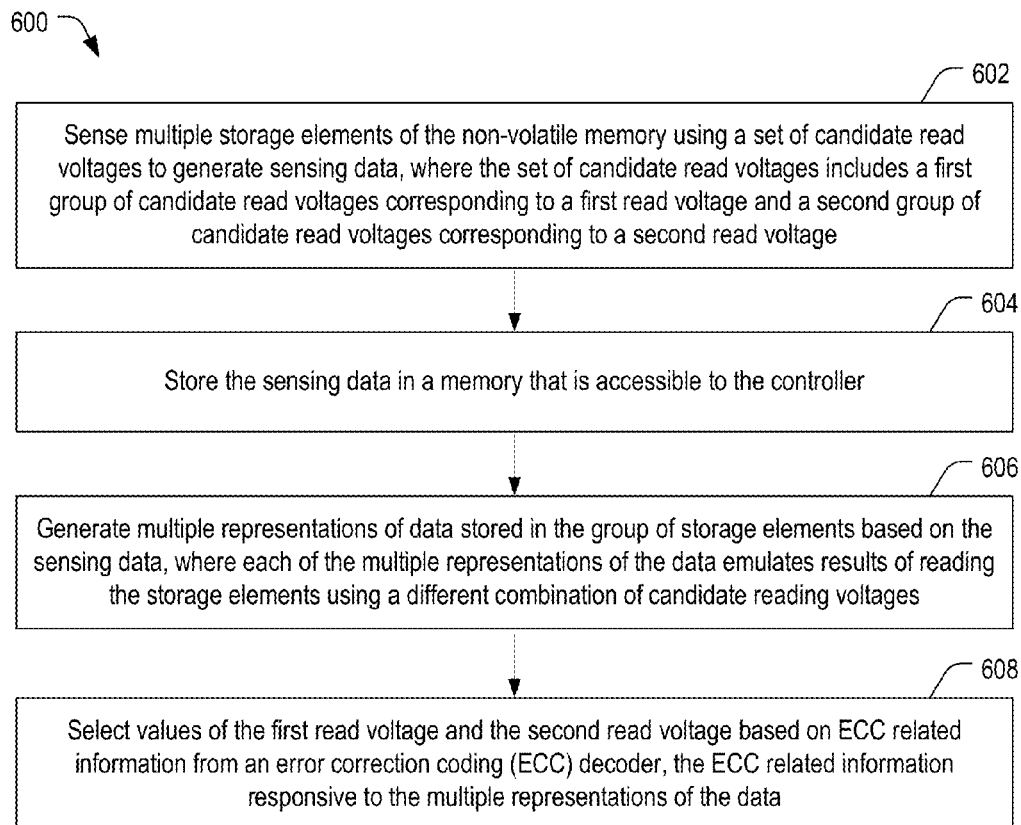 600
602
Sense multiple storage elements of the non-volatile memory using a set of candidate read
voltages to generate sensing data, where the set of candidate read voltages includes a first
group of candidate read voltages corresponding to a first read voltage and a second group of
candidate read voltages corresponding to a second read voltage
604
Store the sensing data in a memory that is accessible to the controller
606
Generate multiple representations of data stored in the group of storage elements based on the
sensing data, where each of the multiple representations of the data emulates results of reading
the storage elements using a different combination of candidate reading voltages
608
Select values of the first read voltage and the second read voltage based on ECC related
information from an error correction coding (ECC) decoder, the ECC related information
responsive to the multiple representations of the data